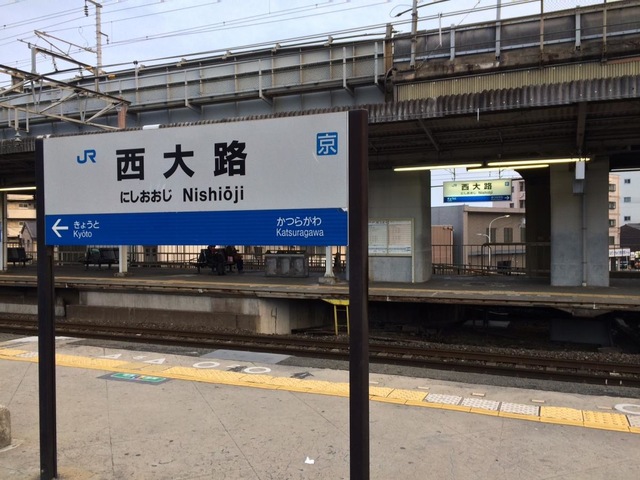 JR 西大路 京
にしおおじ Nishiōji
きょうと かつらがわ
Kyōto Katsuragawa
西大路